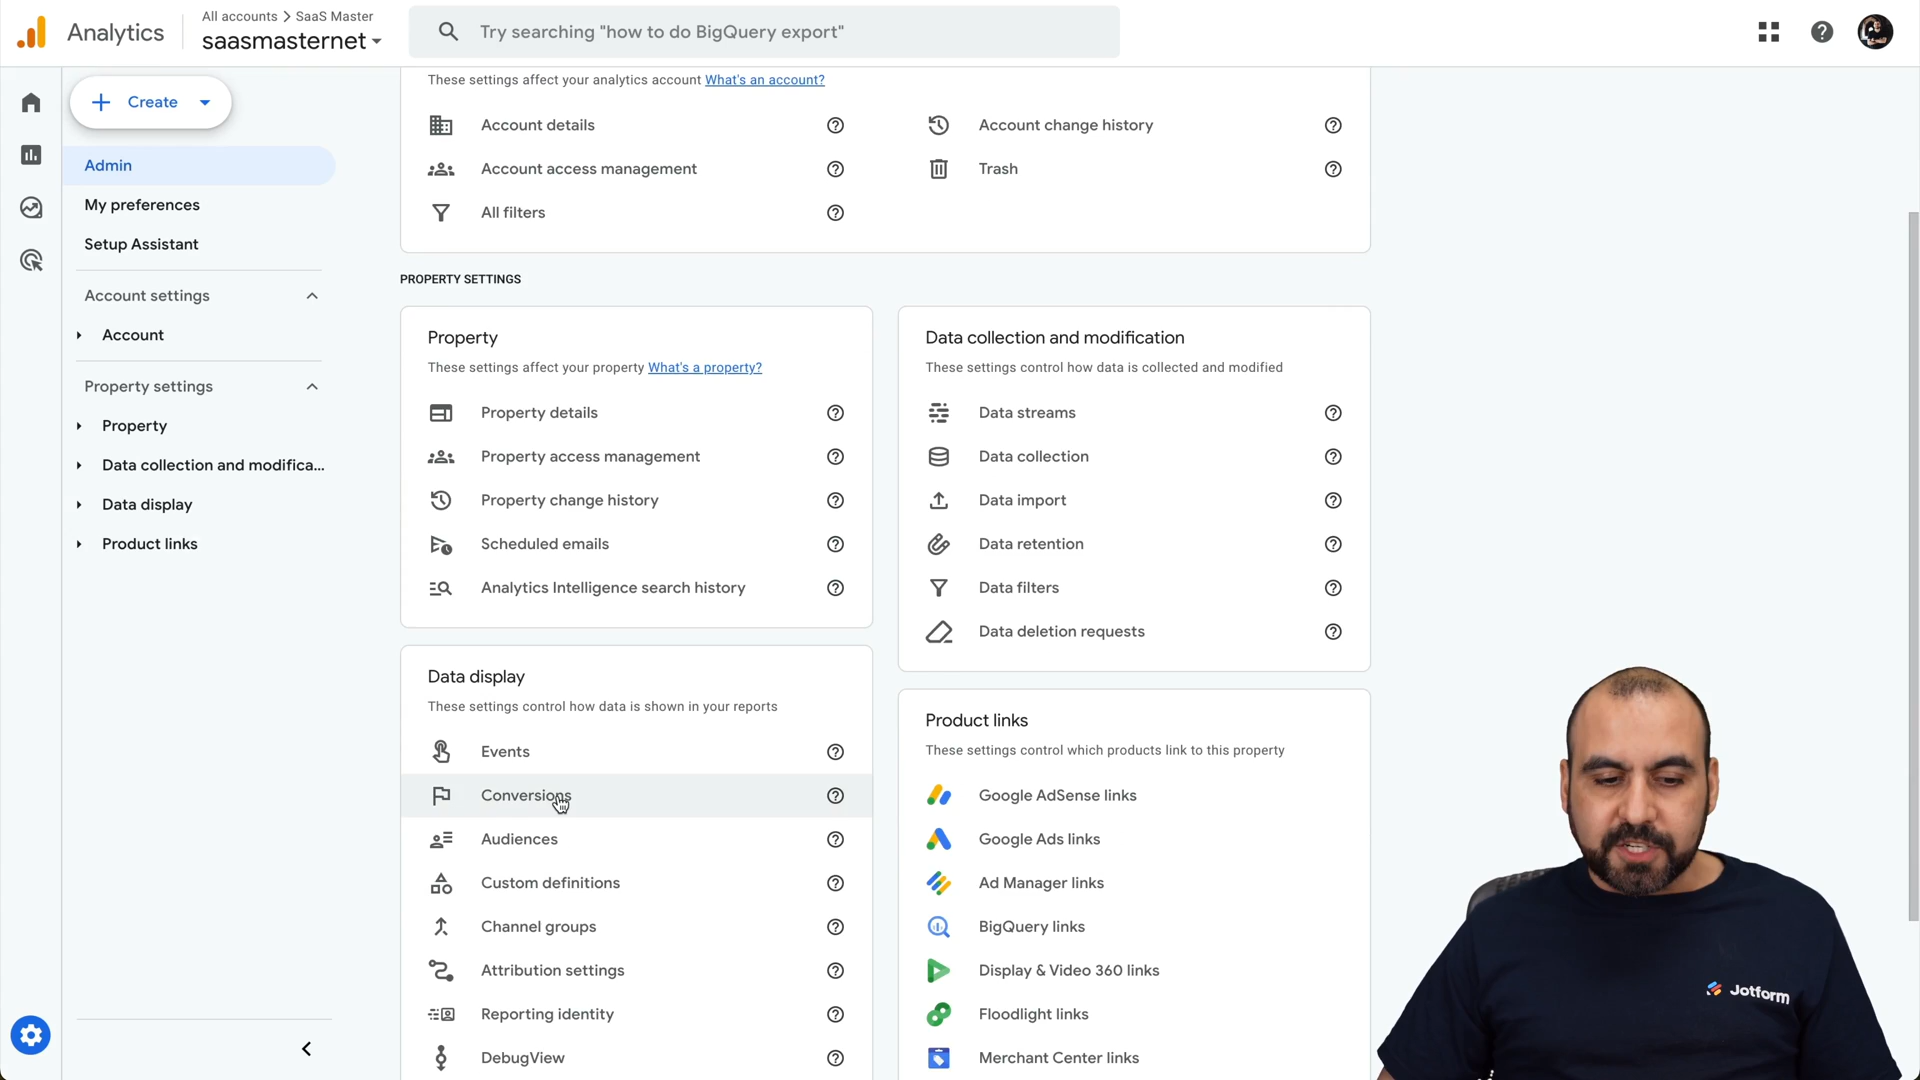 Analytics
All accounts > SaaS Master
saasmasternet
Try searching "how to do BigQuery export"
Create
Admin
My preferences
Setup Assistant
Account settings
Account
Property settings
Property
Data collection and modifica...
Data display
Product links
These settings affect your analytics account What's an account?
Account details
Account change history
Account access management
Trash
All filters
PROPERTY SETTINGS
Property
These settings affect your property What's a property?
Property details
Property access management
Property change history
Scheduled emails
Analytics Intelligence search history
Data collection and modification
These settings control how data is collected and modified
Data streams
Data collection
Data import
Data retention
Data filters
Data deletion requests
Data display
These settings control how data is shown in your reports
Events
Conversions
Audiences
Custom definitions
Channel groups
Attribution settings
Reporting identity
DebugView
Product links
These settings control which products link to this property
Google AdSense links
Google Ads links
Ad Manager links
BigQuery links
Display & Video 360 links
Floodlight links
Merchant Center links
Jotform